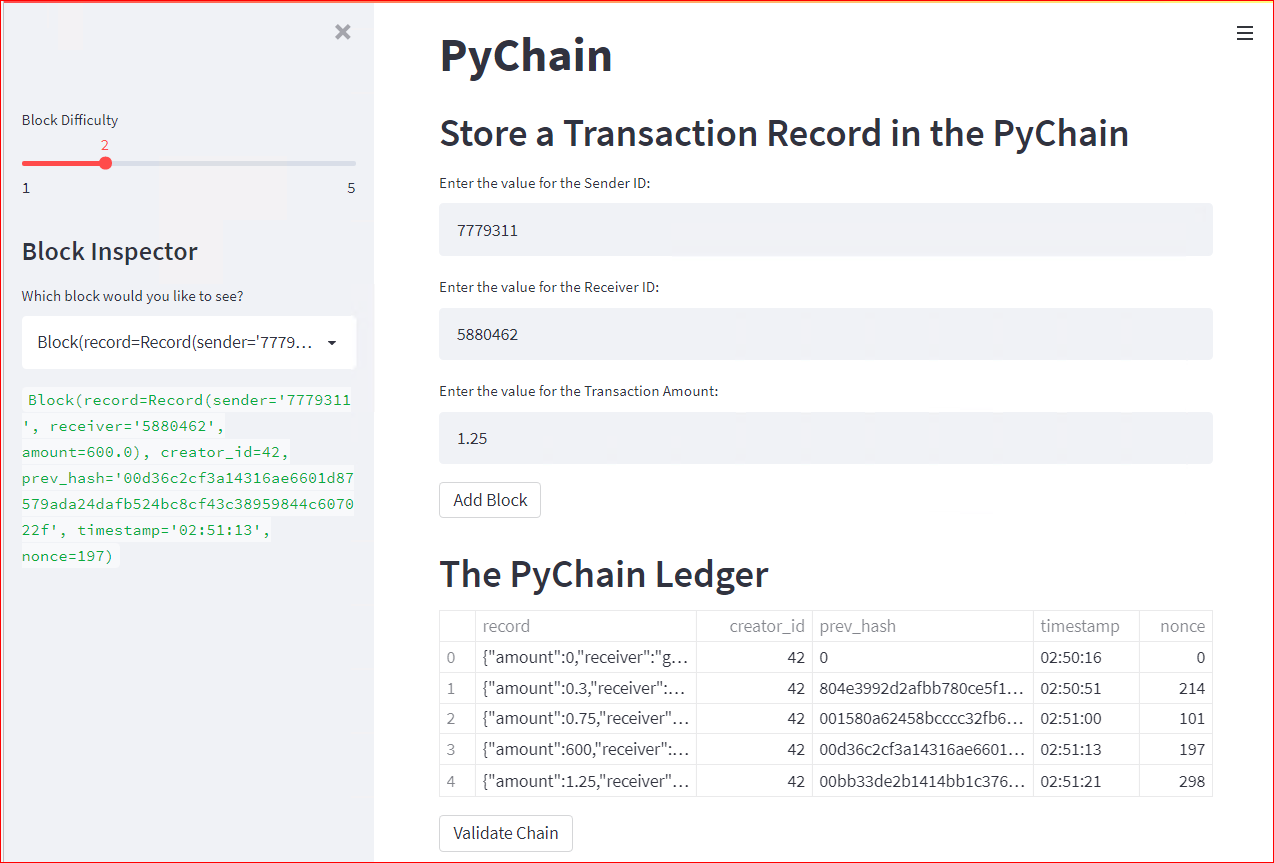 Block Difficulty
2
1 5
Block Inspector
Which block would you like to see?
Block(record=Record(sender='7779...
Block(record=Record(sender='7779311
', receiver='5880462',
amount=600.0), creator_id=42,
prev_hash='00d36c2cf3a14316ae6601d87
579ada24dafb524bc8cf43c38959844c6070
22f', timestamp='02:51:13',
nonce=197)
PyChain
Store a Transaction Record in the PyChain
Enter the value for the Sender ID:
7779311
Enter the value for the Receiver ID:
5880462
Enter the value for the Transaction Amount:
1.25
Add Block
The PyChain Ledger
record creator_id prev_hash timestamp nonce
0 {"amount":0,"receiver":"g... 42 0 02:50:16 0
1 {"amount":0.3,"receiver":... 42 804e3992d2afbb780ce5f1... 02:50:51 214
2 {"amount":0.75,"receiver"... 42 001580a62458bcccc32fb6... 02:51:00 101
3 {"amount":600,"receiver":... 42 00d36c2cf3a14316ae6601... 02:51:13 197
4 {"amount":1.25,"receiver"... 42 00bb33de2b1414bb1c376... 02:51:21 298
Validate Chain